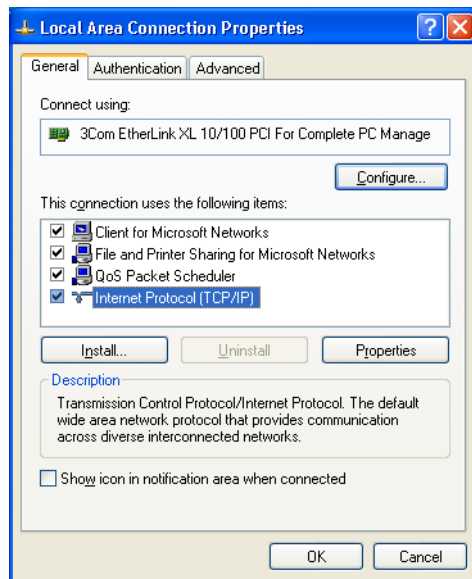 Local Area Connection Properties
General Authentication Advanced
Connect using:
3Com EtherLink XL 10/100 PCI For Complete PC Manage
Configure...
This connection uses the following items:
Client for Microsoft Networks
File and Printer Sharing for Microsoft Networks
QoS Packet Scheduler
Internet Protocol (TCP/IP)
Install... Uninstall Properties
Description
Transmission Control Protocol/Internet Protocol. The default
wide area network protocol that provides communication
across diverse interconnected networks.
Show icon in notification area when connected
OK Cancel